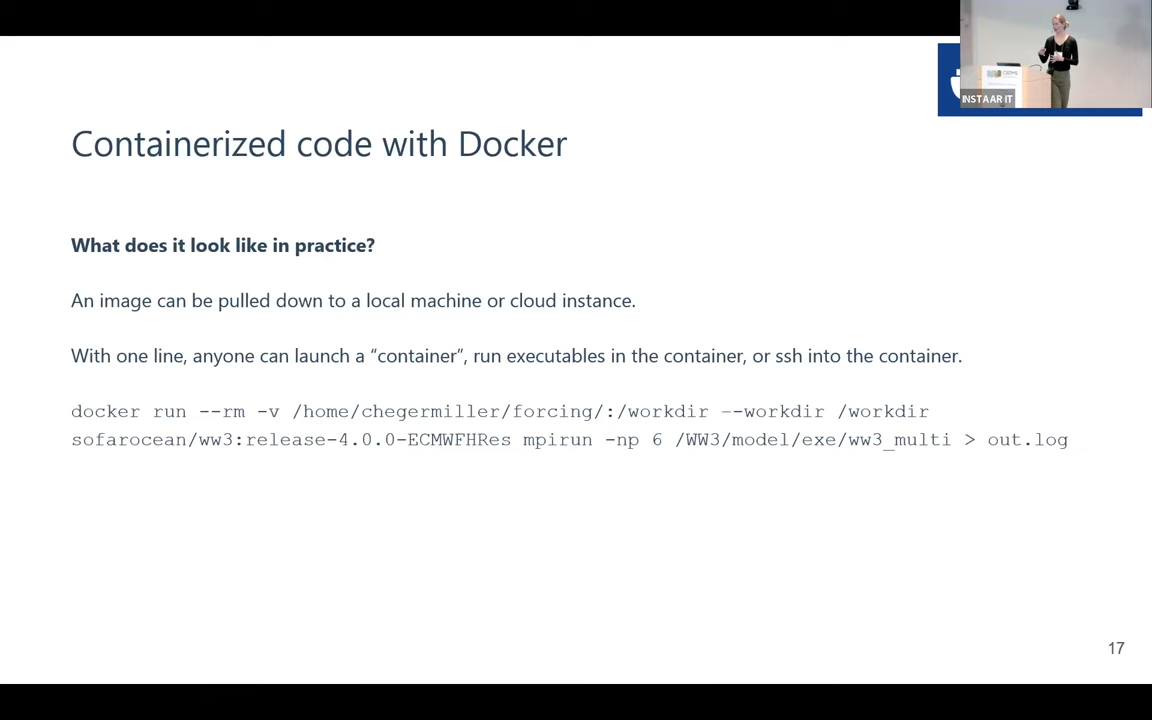 INSTAAR IT
Containerized code with Docker
What does it look like in practice?
An image can be pulled down to a local machine or cloud instance.
With one line, anyone can launch a “container”, run executables in the container, or ssh into the container.
docker run --rm -v /home/chegermiller/forcing/:/workdir –-workdir /workdir
sofarocean/ww3:release-4.0.0-ECMWFHRes mpirun -np 6 /WW3/model/exe/ww3_multi > out.log
17